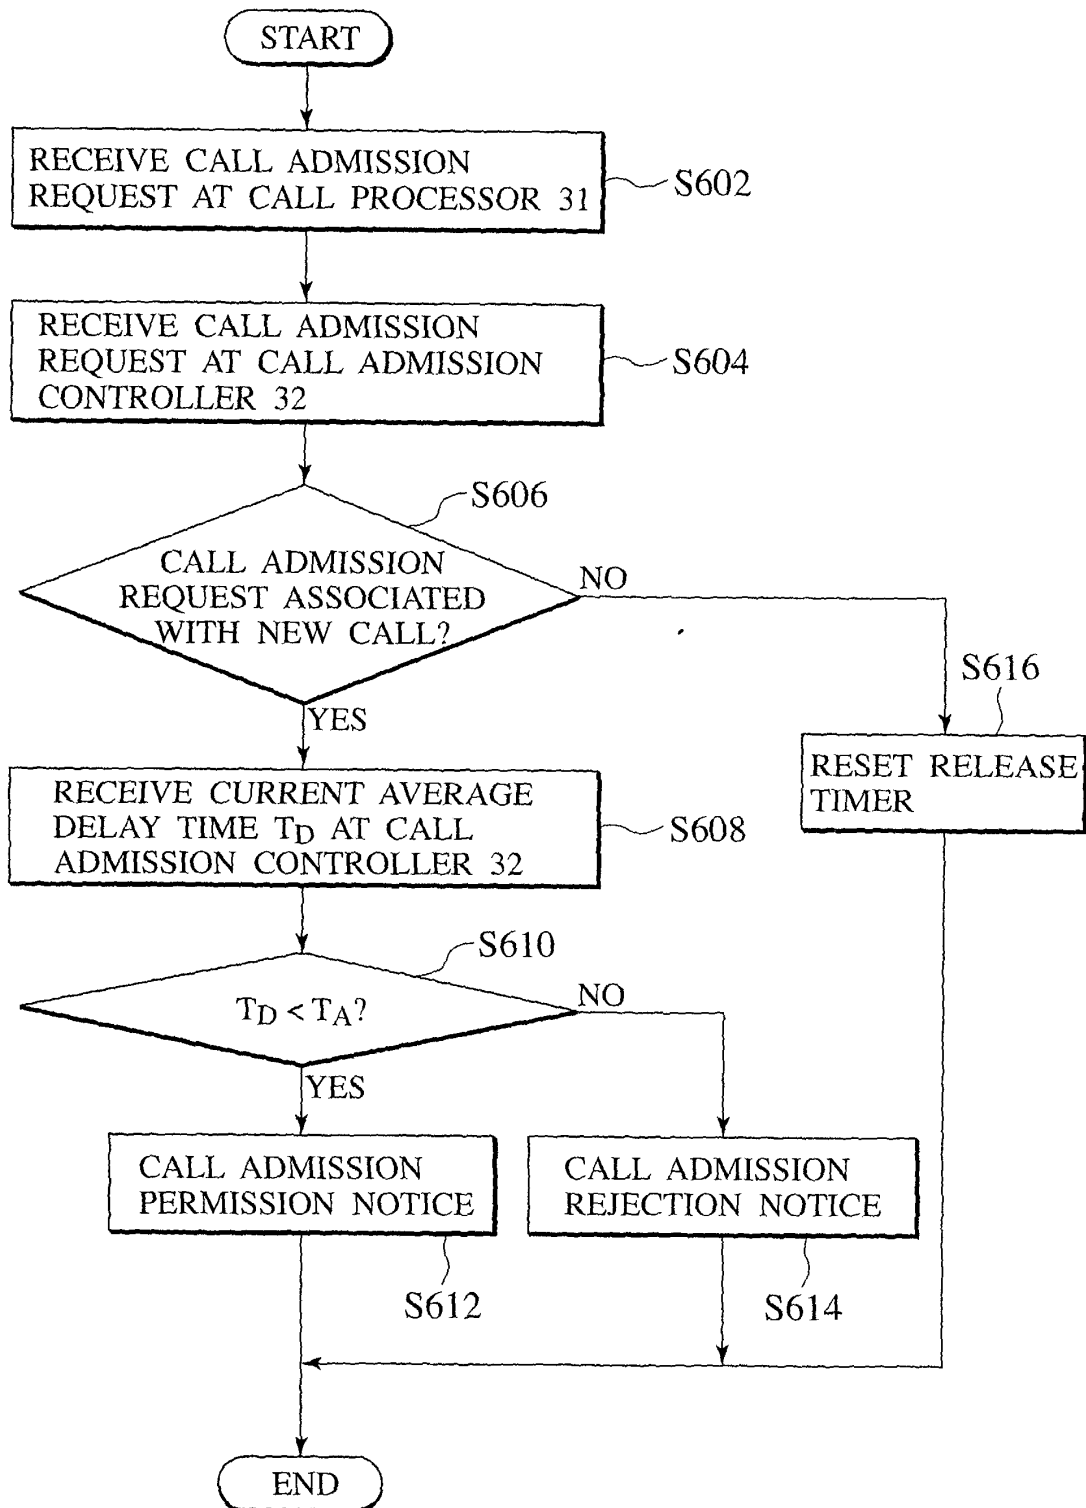 START
RECEIVE CALL ADMISSION
REQUEST AT CALL PROCESSOR 31
S602
RECEIVE CALL ADMISSION
REQUEST AT CALL ADMISSION
CONTROLLER 32
S604
S606
CALL ADMISSION
REQUEST ASSOCIATED
WITH NEW CALL?
NO
YES
S616
RESET RELEASE
TIMER
RECEIVE CURRENT AVERAGE
DELAY TIME TD AT CALL
ADMISSION CONTROLLER 32
S608
S610
TD < TA?
NO
YES
CALL ADMISSION
PERMISSION NOTICE
S612
CALL ADMISSION
REJECTION NOTICE
S614
END